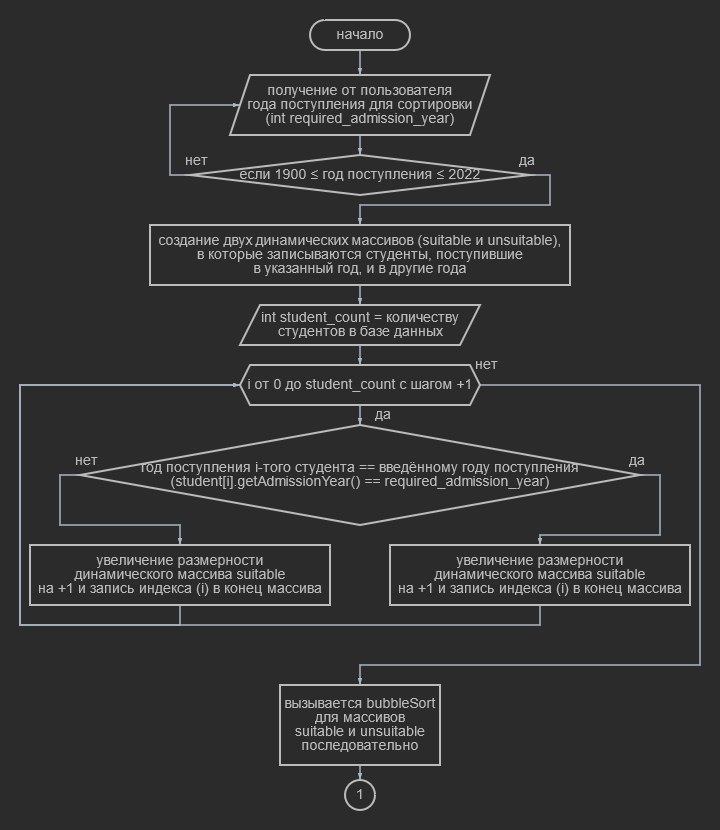 начало
получение от пользователя
года поступления для сортировки
(int required_admission_year)
нет
да
если 1900 ≤ год поступления ≤ 2022
создание двух динамических массивов (suitable и unsuitable),
в которые записываются студенты, поступившие
в указанный год, и в другие года
int student_count = количеству
студентов в базе данных
нет
i от 0 до student_count с шагом +1
да
нет
да
год поступления i-того студента == введённому году поступления
(student[i].getAdmissionYear() == required_admission_year)
увеличение размерности
динамического массива suitable
на +1 и запись индекса (i) в конец массива
увеличение размерности
динамического массива suitable
на +1 и запись индекса (i) в конец массива
вызывается bubbleSort
для массивов
suitable и unsuitable
последовательно
1